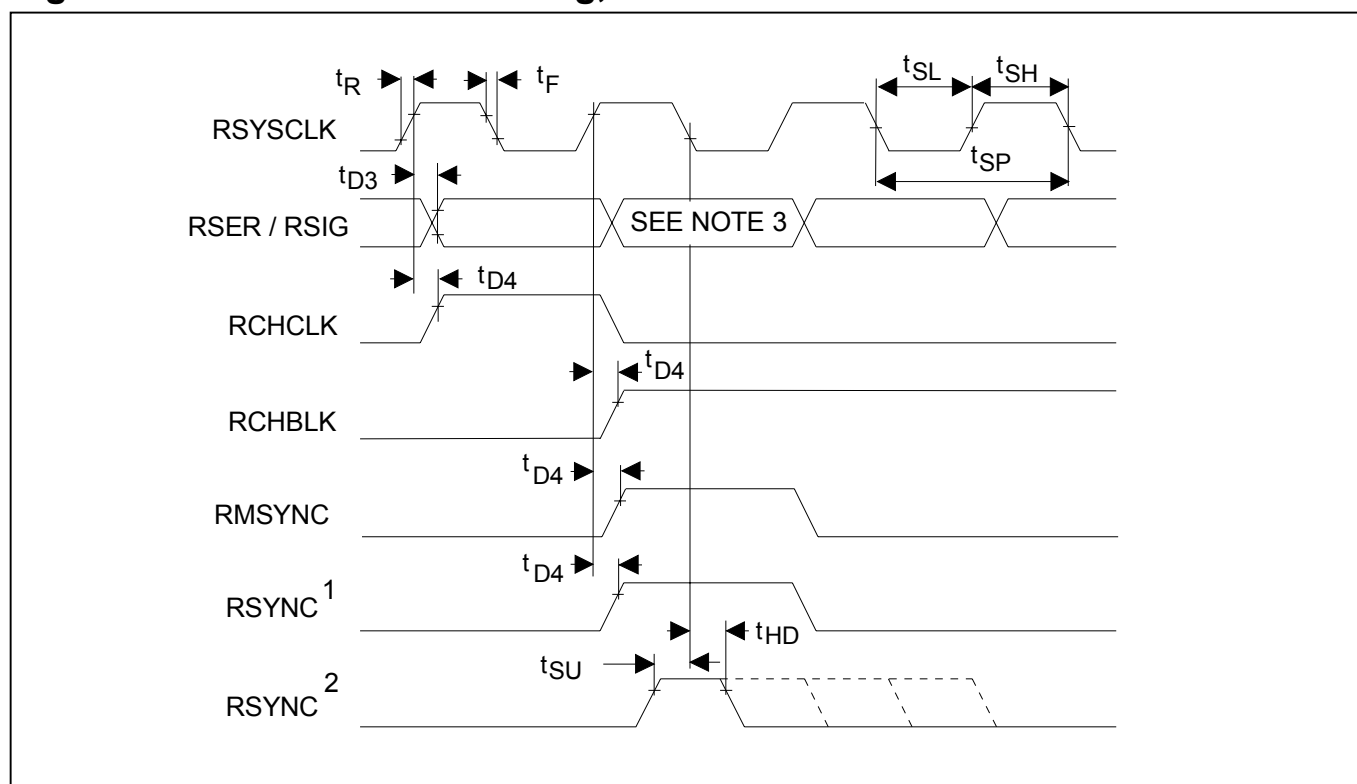 tR
tF
tSL
tSH
RSYSCLK
tSP
tD3
RSER / RSIG
SEE NOTE 3
tD4
RCHCLK
tD4
RCHBLK
tD4
RMSYNC
tD4
RSYNC 1
tHD
tSU
RSYNC 2